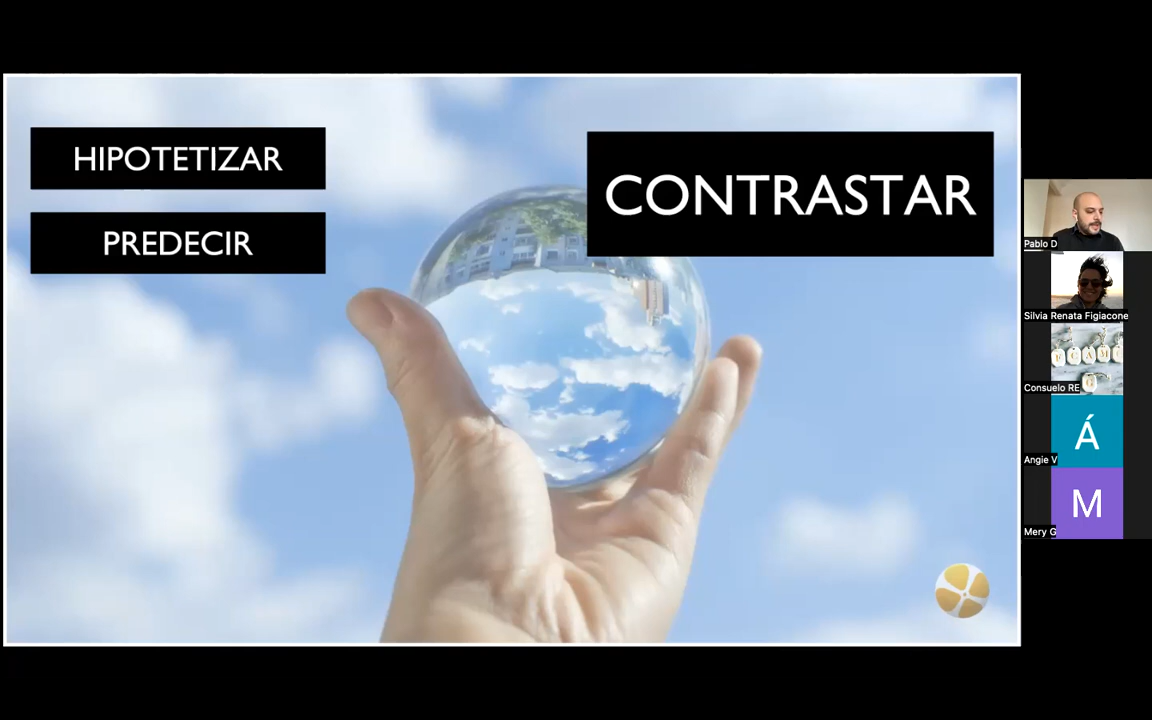 HIPOTETIZAR
PREDECIR
CONTRASTAR
Pablo D
Silvia Renata Figiacone
Consuelo RE
Á
Angie V
M
Mery G